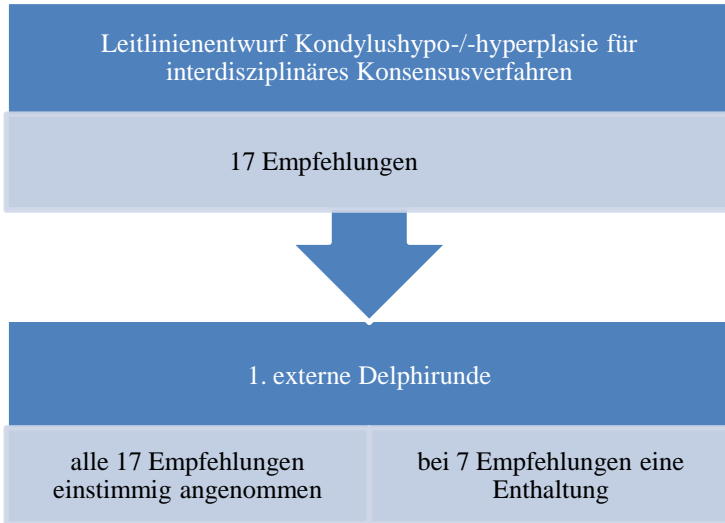 Leitlinienentwurf Kondylushypo-/-hyperplasie für
interdisziplinäres Konsensusverfahren
17 Empfehlungen
1. externe Delphirunde
alle 17 Empfehlungen
einstimmig angenommen
bei 7 Empfehlungen eine
Enthaltung